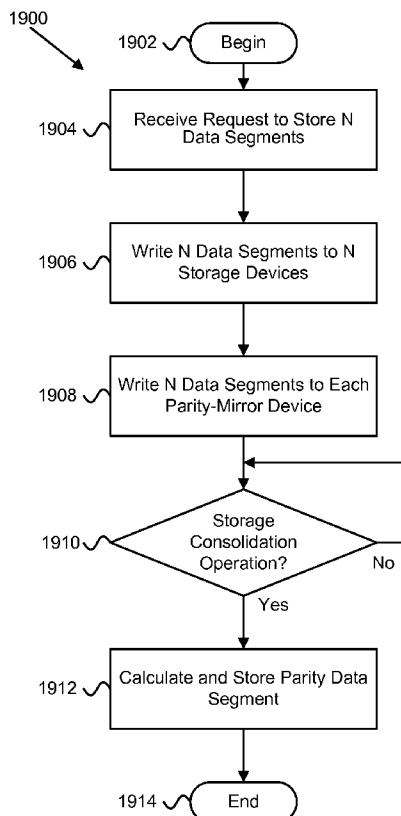 1900
1902
Begin
1904
Receive Request to Store N
Data Segments
1906
Write N Data Segments to N
Storage Devices
1908
Write N Data Segments to Each
Parity-Mirror Device
1910
Storage
Consolidation
Operation?
No
Yes
1912
Calculate and Store Parity Data
Segment
1914
End